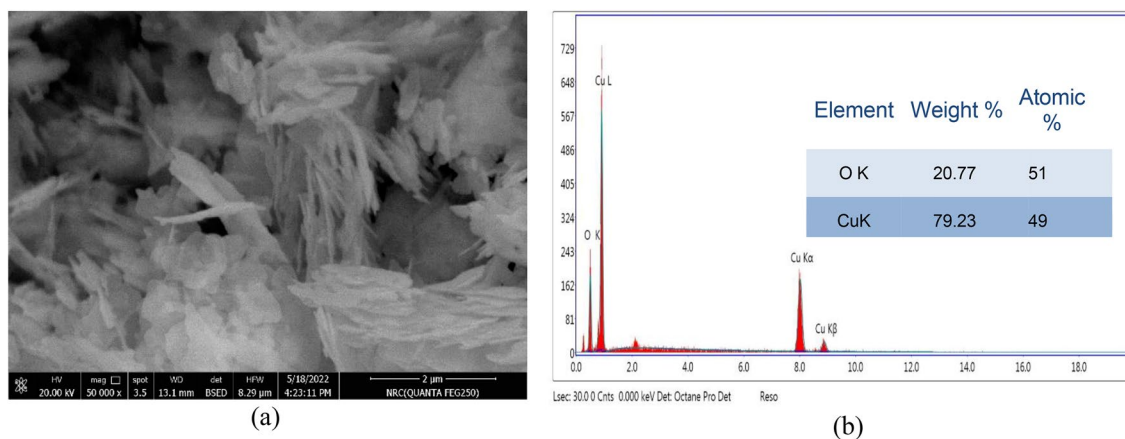 HV mag □ spot WD det HFW 5/18/2022 2 µm
20.00 kV 50 000 x 3.5 13.1 mm BSED 8.29 µm 4:23:11 PM NRC(QUANTA FEG250)
(a)
729
648
567
486
405
324
243
162
81
0
Cu L
O K
Cu Kα
Cu Kβ
0.0 2.0 4.0 6.0 8.0 10.0 12.0 14.0 16.0 18.0
Element Weight % Atomic %
O K 20.77 51
CuK 79.23 49
Lsec: 30.0 0 Cnts 0.000 keV Det: Octane Pro Det Reso
(b)